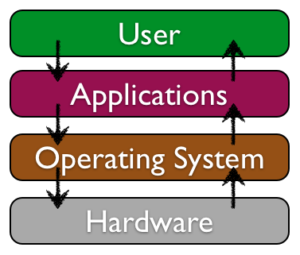 User
Applications
Operating System
Hardware